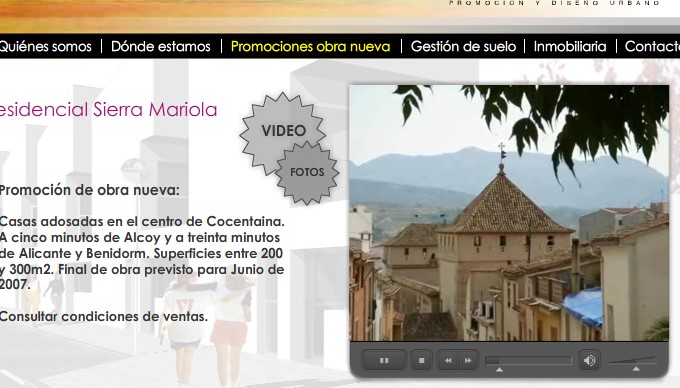 PROMOCIÓN Y DISEÑO URBANO
Quiénes somos | Dónde estamos | Promociones obra nueva | Gestión de suelo | Inmobiliaria | Contacto
esidencial Sierra Mariola
VIDEO
FOTOS
Promoción de obra nueva:
Casas adosadas en el centro de Cocentaina.
A cinco minutos de Alcoy y a treinta minutos
de Alicante y Benidorm. Superficies entre 200
y 300m2. Final de obra previsto para Junio de
2007.
Consultar condiciones de ventas.